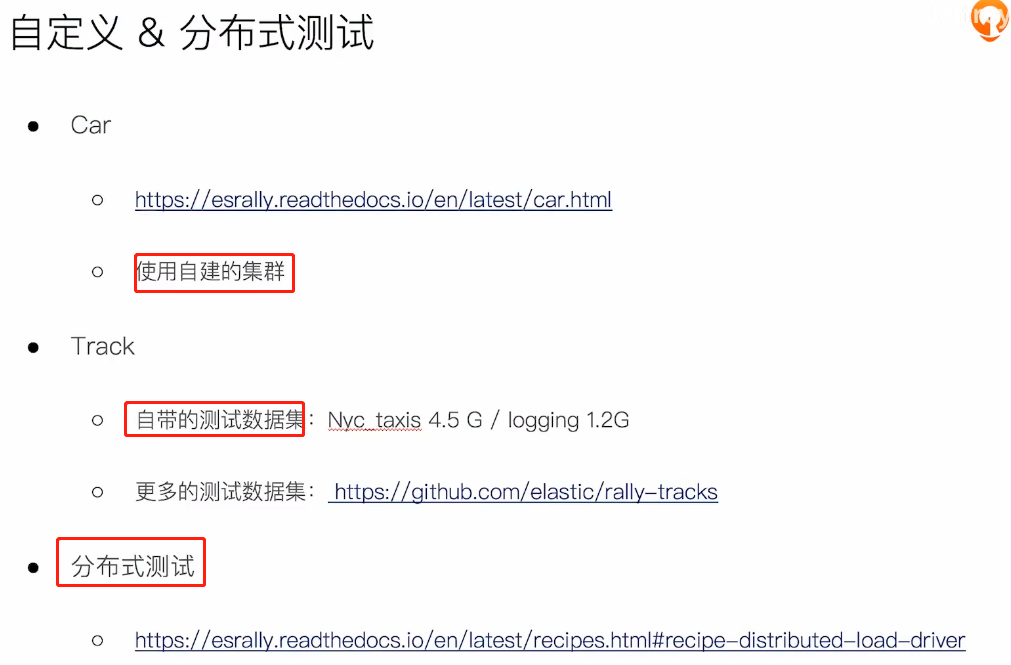 自定义 & 分布式测试
Car
https://esrally.readthedocs.io/en/latest/car.html
使用自建的集群
Track
自带的测试数据集：Nyc_taxis 4.5 G / logging 1.2G
更多的测试数据集： https://github.com/elastic/rally-tracks
分布式测试
https://esrally.readthedocs.io/en/latest/recipes.html#recipe-distributed-load-driver